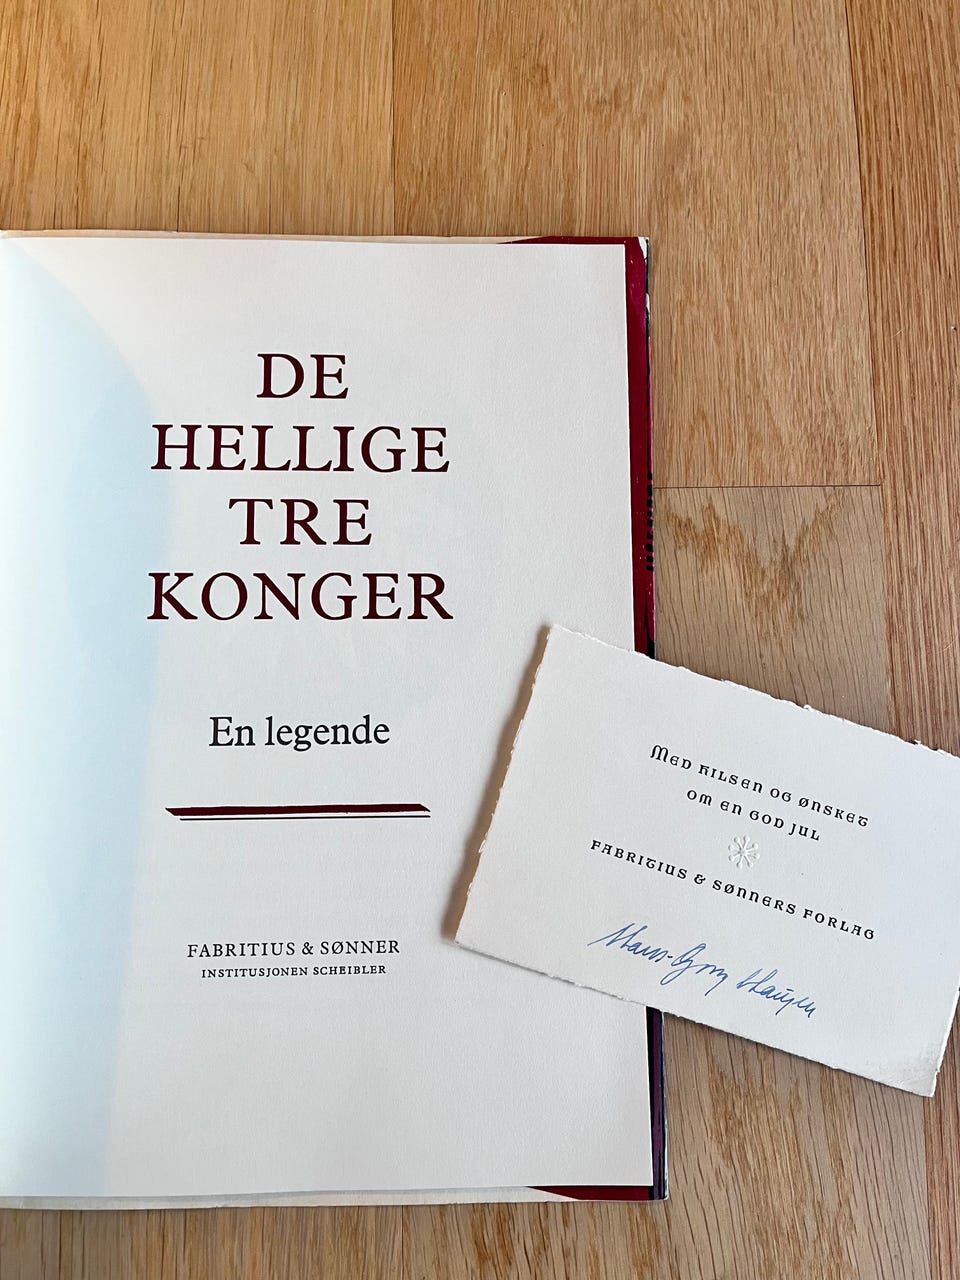 DE
HELLIGE
TRE
KONGER
En legende
FABRITIUS & SØNNER
INSTITUSJONEN SCHEIBLER
MED HILSEN OG ØNSKET
OM EN GOD JUL
FABRITIUS & SØNNERS FORLAG